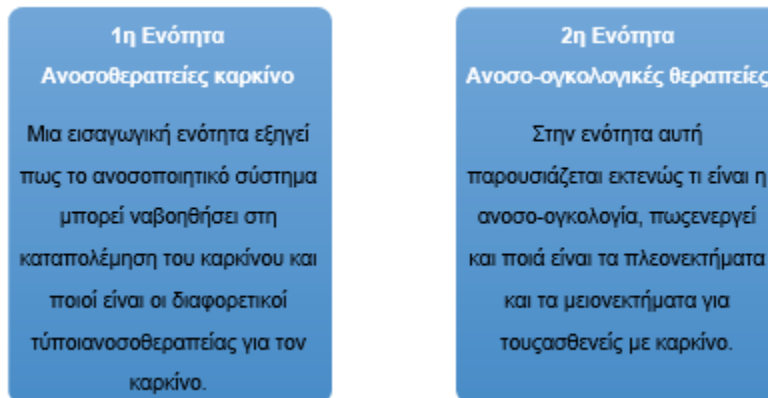 1η Ενότητα
Ανοσοθεραπείες καρκίνο
Μια εισαγωγική ενότητα εξηγεί
πως το ανοσοποιητικό σύστημα
μπορεί ναβοηθήσει στη
καταπολέμηση του καρκίνου και
ποιοί είναι οι διαφορετικοί
τύποιανοσοθεραπείας για τον
καρκίνο.
2η Ενότητα
Ανοσο-ογκολογικές θεραπείες
Στην ενότητα αυτή
παρουσιάζεται εκτενώς τι είναι η
ανοσο-ογκολογία, πωςενεργεί
και ποιά είναι τα πλεονεκτήματα
και τα μειονεκτήματα για
τουςασθενείς με καρκίνο.